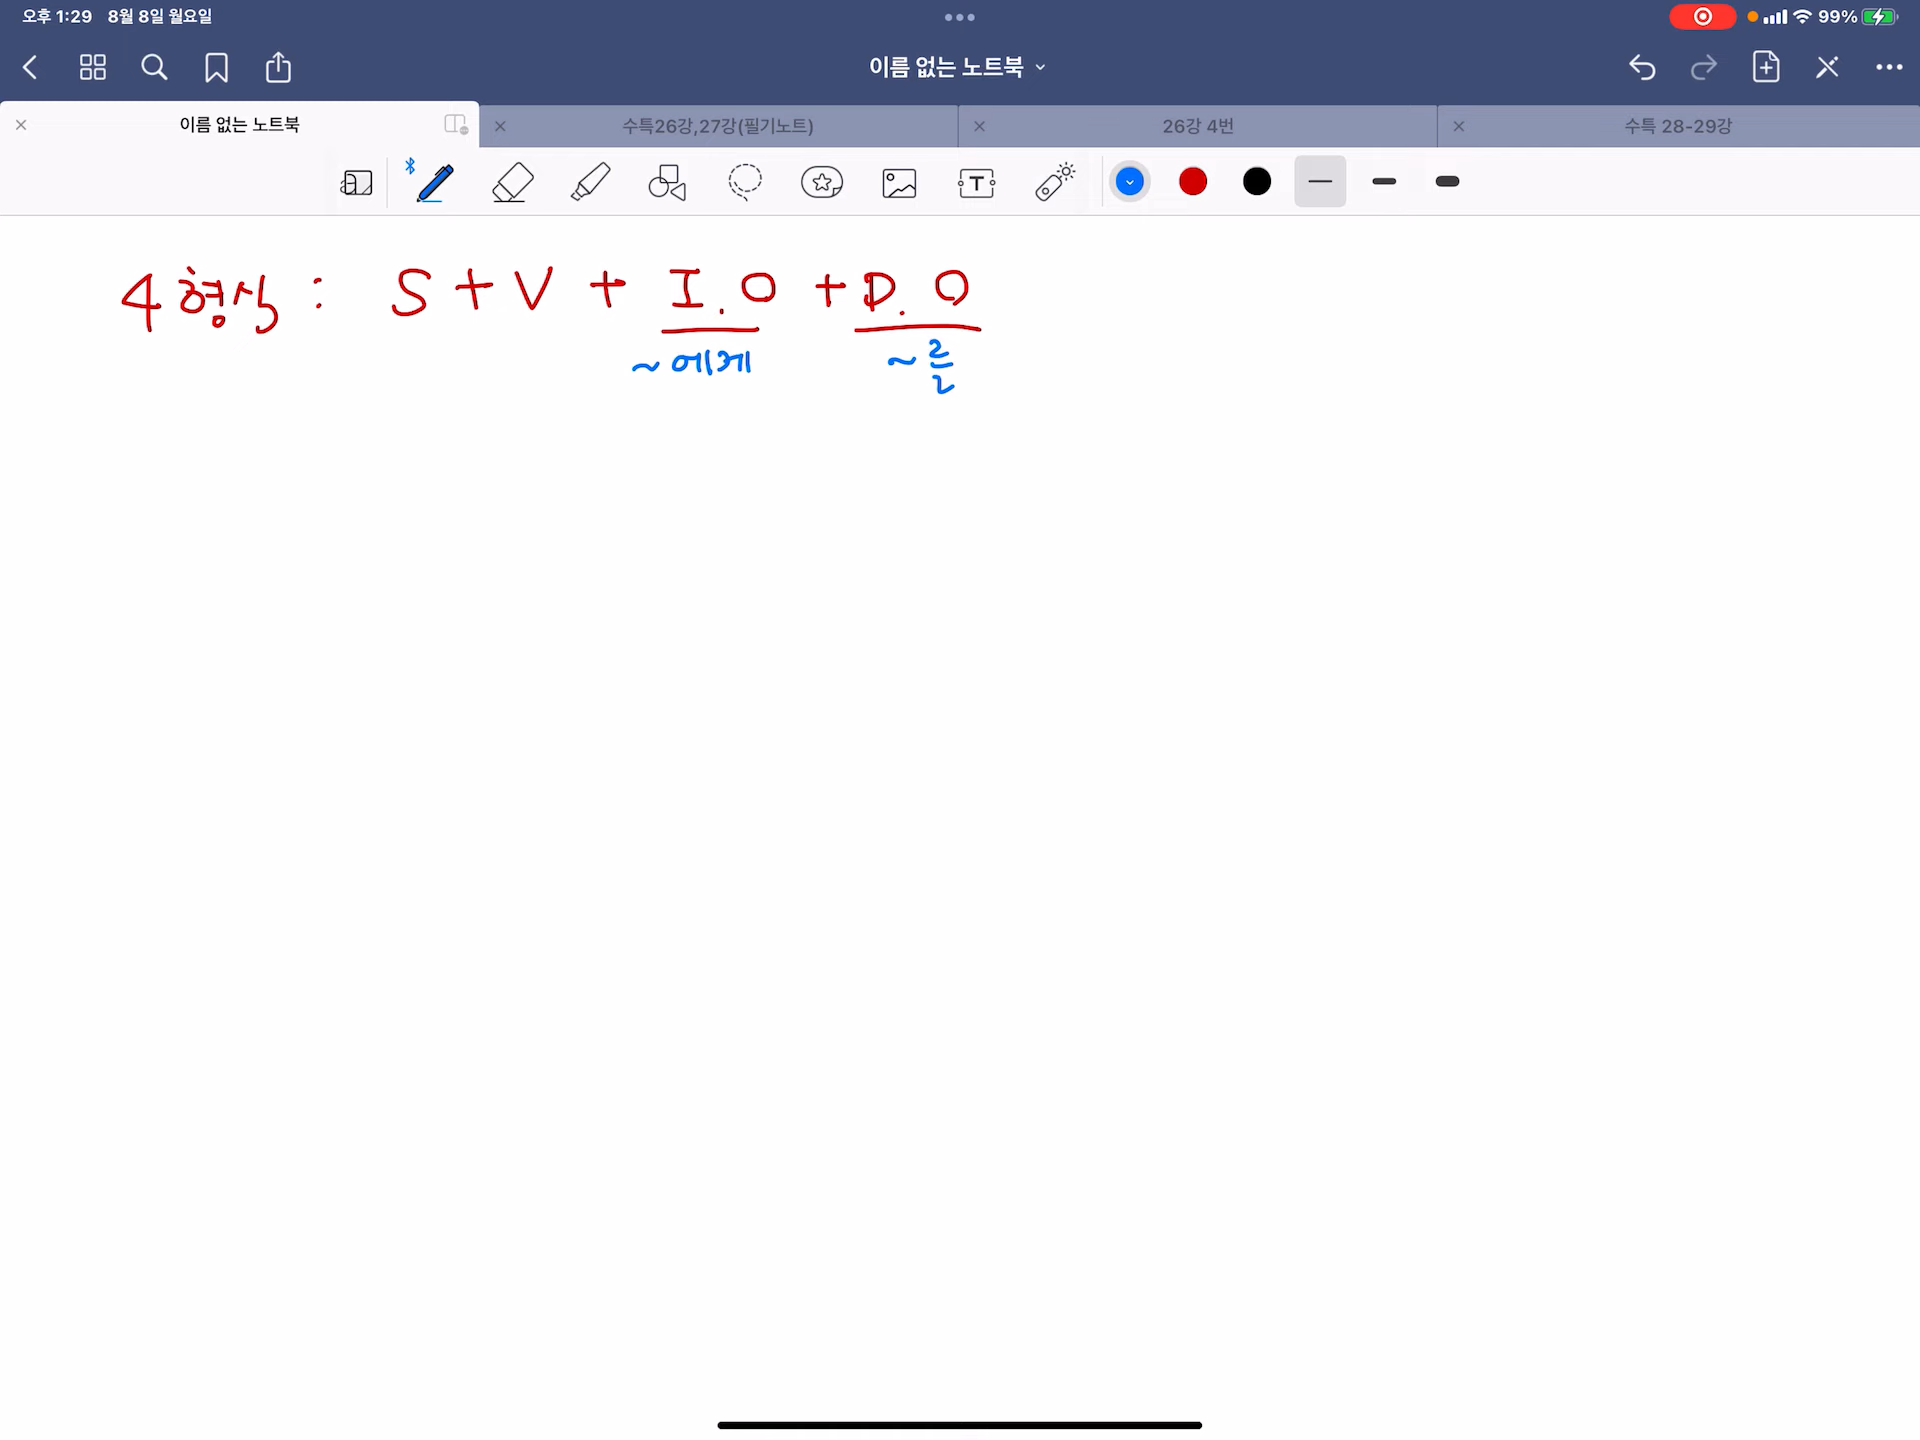 오후 1:29 8월 8일 월요일 99%
이름 없는 노트북
이름 없는 노트북 수특26강,27강(필기노트) 26강 4번 수특 28-29강
4형식 : S + V + I.O + D.O
~에게 ~를